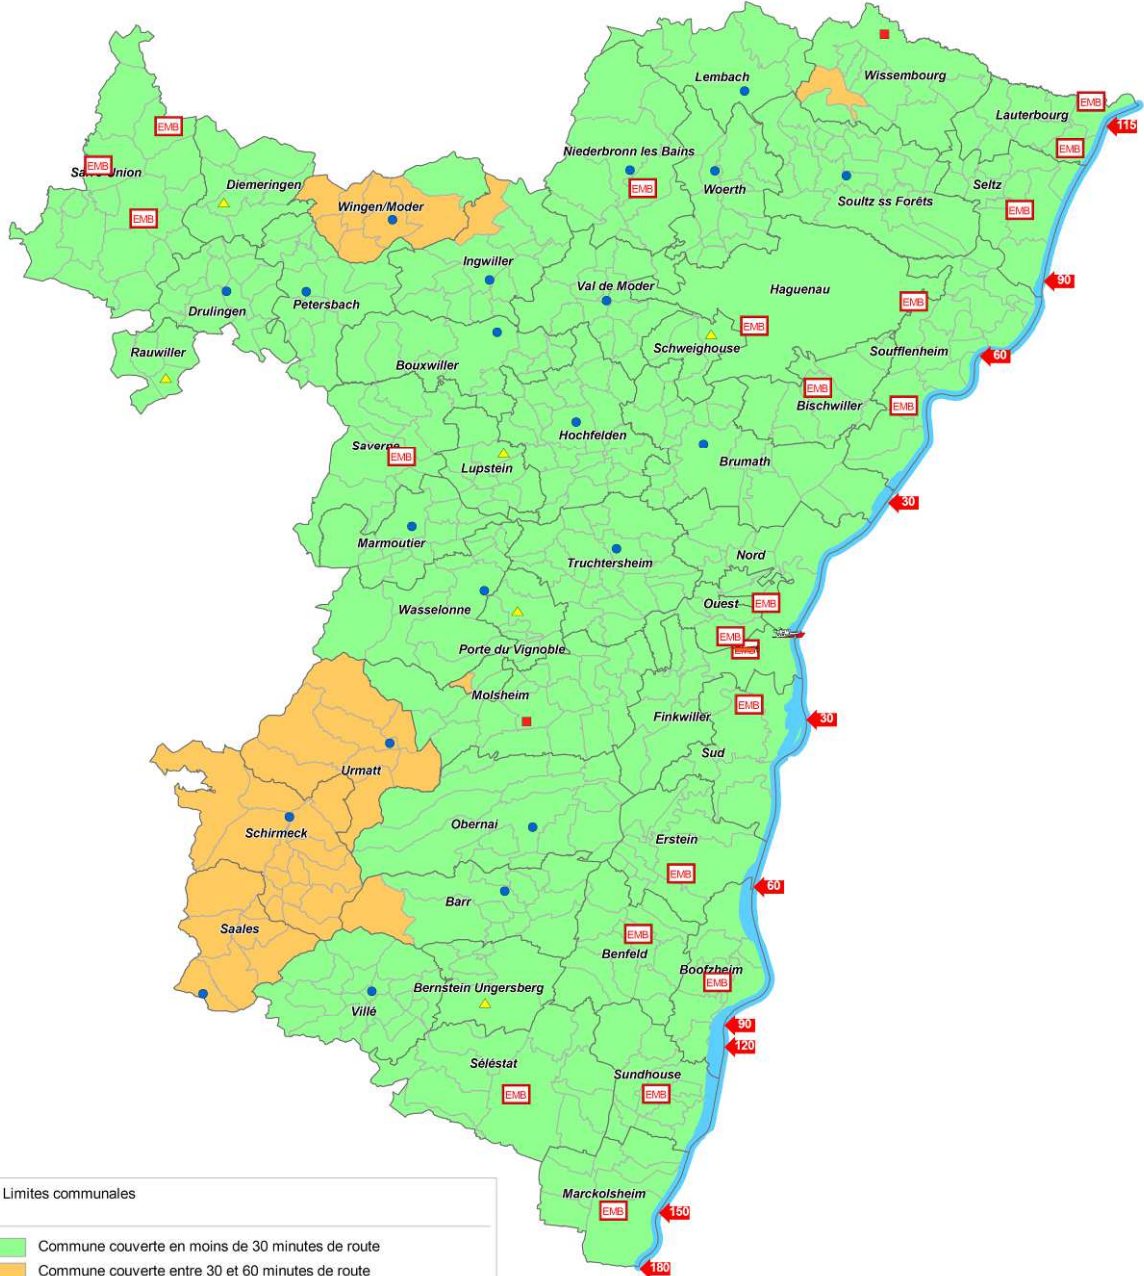 Lembach
Wissembourg
EMB
Lauterbourg
115
EMB
EMB
Niederbronn les Bains
EMB
EMB
Diemeringen
Seltz
EMB
Woerth
Soultz ss Forêts
Wingen/Moder
EMB
EMB
Ingwiller
90
Val de Moder
Haguenau
Petersbach
EMB
Drulingen
EMB
Schweighouse
Rauwiller
Soufflenheim
60
Bouxwiller
EMB
Bischwiller
EMB
Hochfelden
Saverne
EMB
Brumath
Lupstein
30
Marmoutier
Nord
Truchtersheim
Ouest
EMB
Wasselonne
EMB
Porte du Vignoble
EMB
Molsheim
EMB
Finkwiller
30
Sud
Urmatt
Obernai
Schirmeck
Erstein
EMB
60
Barr
Saales
EMB
Benfeld
Boofzheim
EMB
Bernstein Ungersberg
Villé
90
120
Séléstat
Sundhouse
EMB
EMB
Marckolsheim
EMB
150
180
Limites communales
Commune couverte en moins de 30 minutes de route
Commune couverte entre 30 et 60 minutes de route